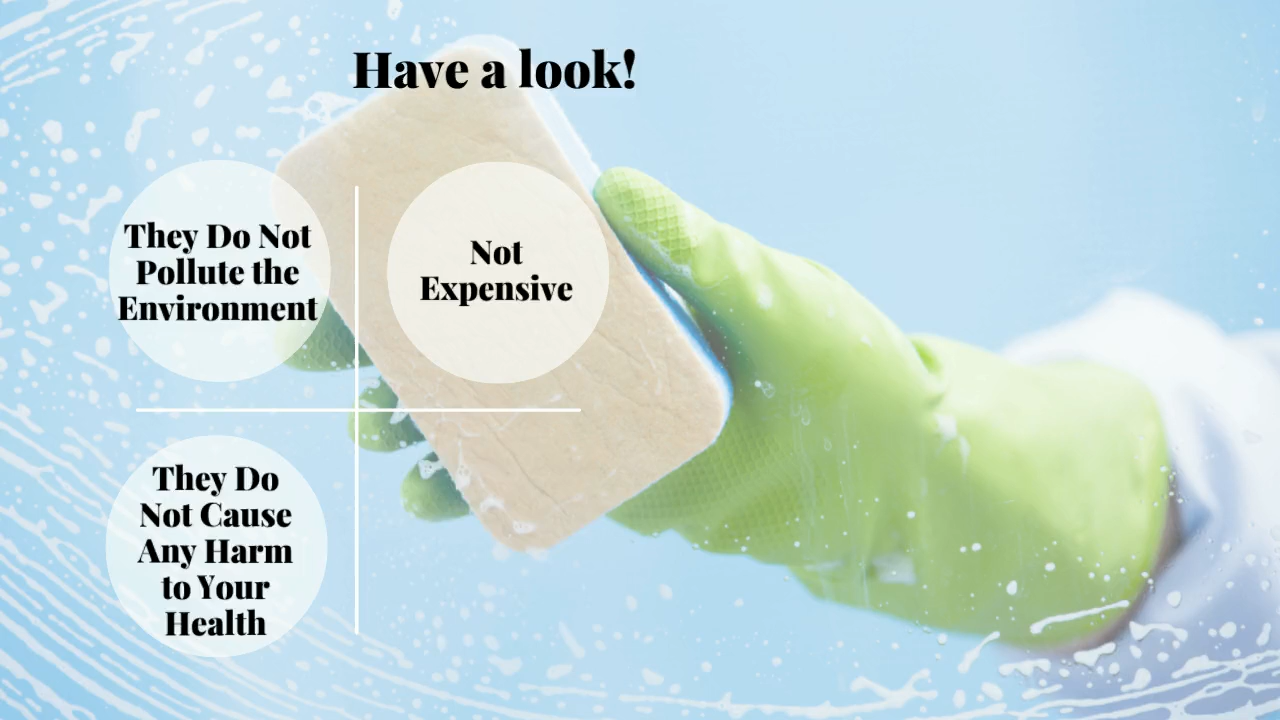 Have a look!
They Do Not
Pollute the
Environment
Not
Expensive
They Do
Not Cause
Any Harm
to Your
Health